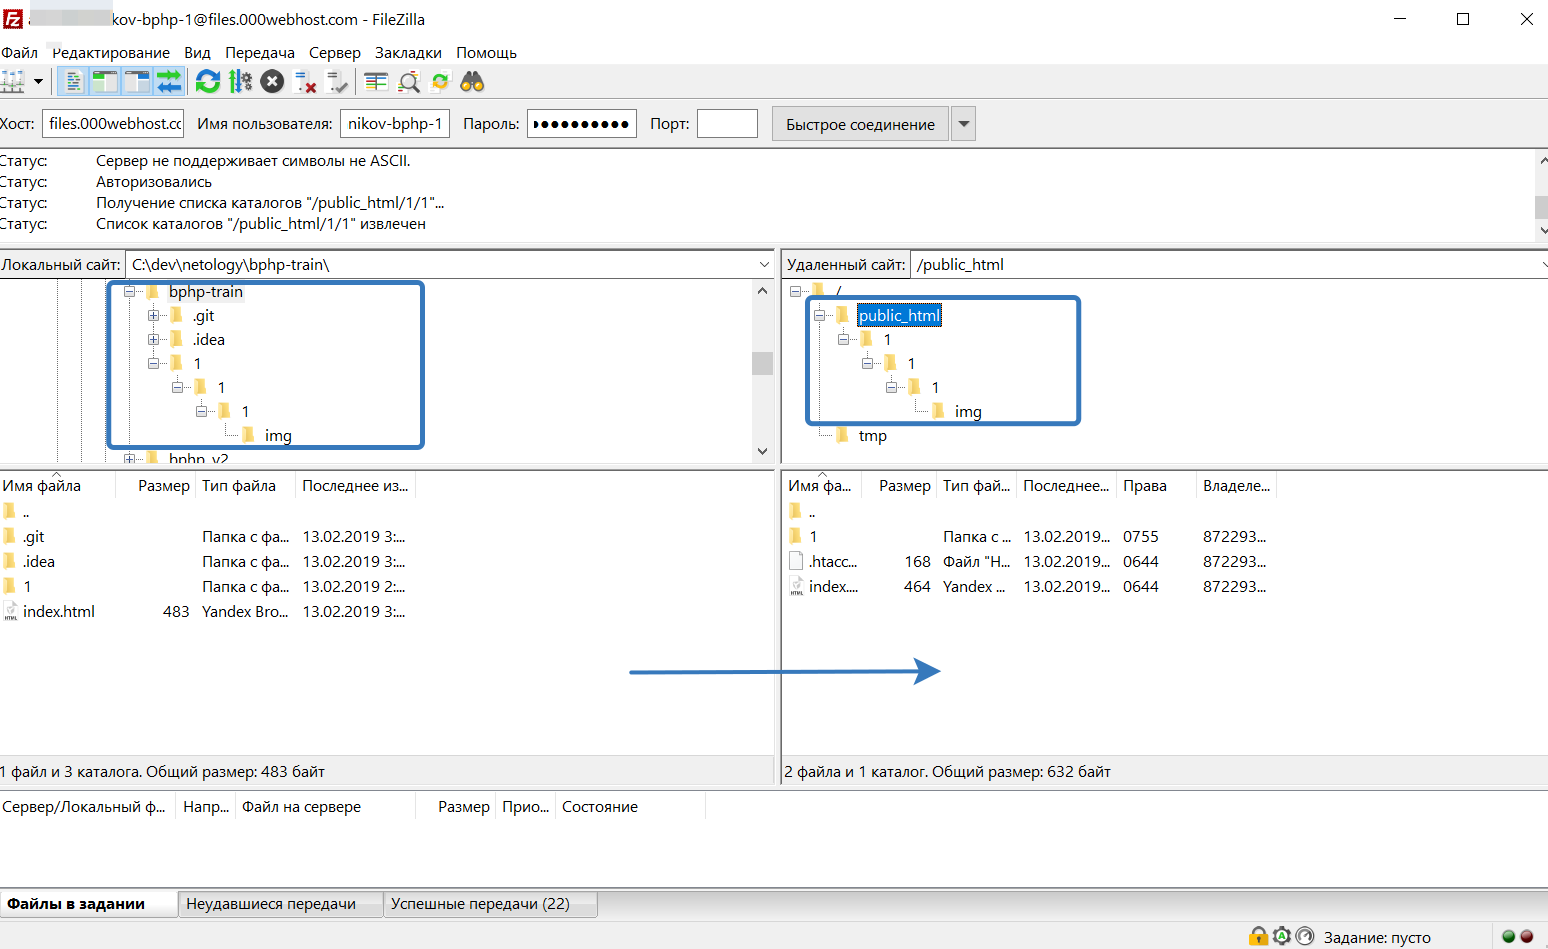 kov-bphp-1@files.000webhost.com - FileZilla
Файл Редактирование Вид Передача Сервер Закладки Помощь
Хост: files.000webhost.cc Имя пользователя: nikov-bphp-1 Пароль: ●●●●●●●●●● Порт: Быстрое соединение
Статус: Сервер не поддерживает символы не ASCII.
Статус: Авторизовались
Статус: Получение списка каталогов "/public_html/1/1"...
Статус: Список каталогов "/public_html/1/1" извлечен
Локальный сайт: C:\dev\netology\bphp-train\
bphp-train
.git
.idea
1
1
1
img
bphp_v2
Удаленный сайт: /public_html
/
public_html
1
1
1
img
tmp
Имя файла Размер Тип файла Последнее из...
..
.git Папка с фа... 13.02.2019 3:...
.idea Папка с фа... 13.02.2019 3:...
1 Папка с фа... 13.02.2019 2:...
index.html 483 Yandex Bro... 13.02.2019 3:...
1 файл и 3 каталога. Общий размер: 483 байт
Имя фа... Размер Тип фай... Последнее... Права Владеле...
..
1 Папка с ... 13.02.2019... 0755 872293...
.htacc... 168 Файл "H... 13.02.2019... 0644 872293...
index.... 464 Yandex ... 13.02.2019... 0644 872293...
2 файла и 1 каталог. Общий размер: 632 байт
Сервер/Локальный ф... Напр... Файл на сервере Размер Прио... Состояние
Файлы в задании Неудавшиеся передачи Успешные передачи (22)
Задание: пусто